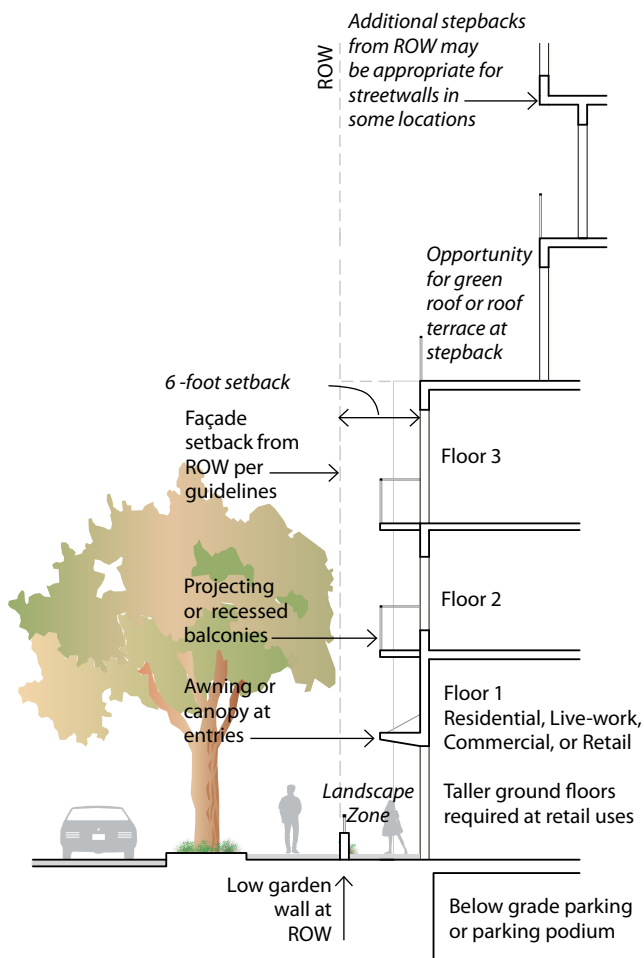 Additional stepbacks
from ROW may
be appropriate for
streetwalls in
some locations
ROW
Opportunity
for green
roof or roof
terrace at
stepback
6 -foot setback
Façade
setback from
ROW per
guidelines
Floor 3
Projecting
or recessed
balconies
Floor 2
Awning or
canopy at
entries
Floor 1
Residential, Live-work,
Commercial, or Retail
Landscape
Zone
Taller ground floors
required at retail uses
Low garden
wall at
ROW
Below grade parking
or parking podium